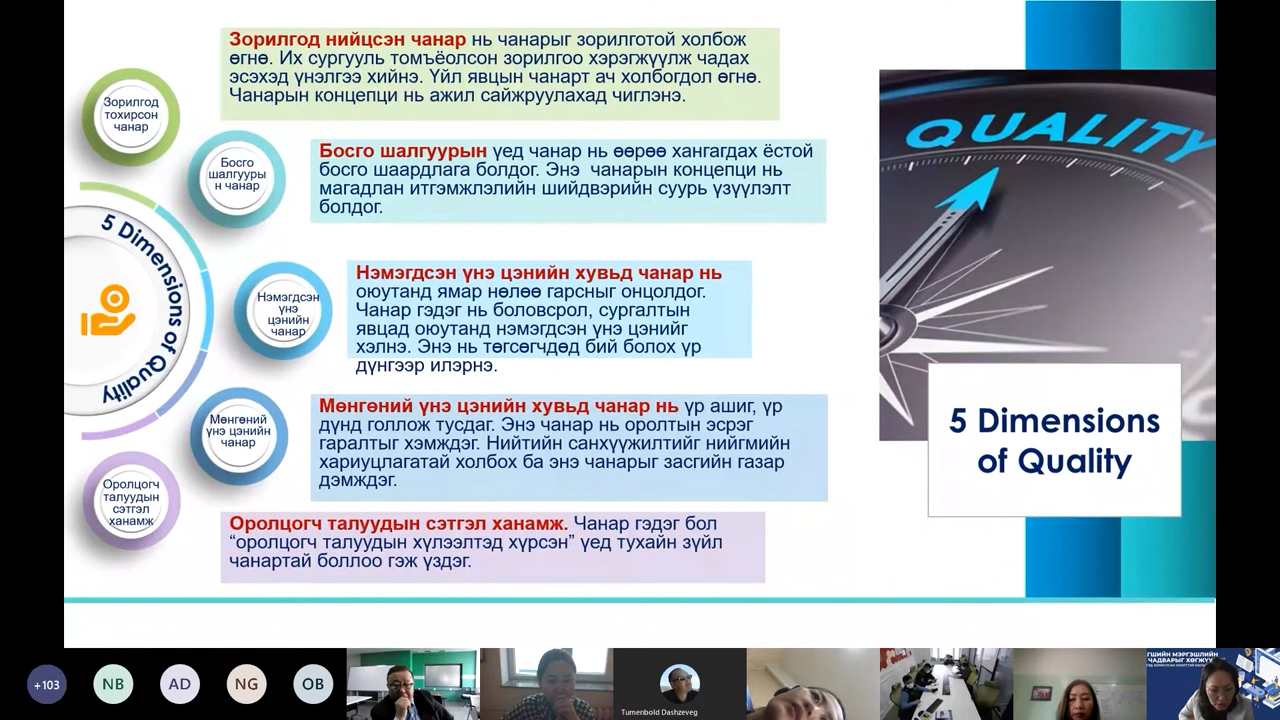 Зорилгод нийцсэн чанар нь чанарыг зорилготой холбож
өгнө. Их сургууль томъёолсон зорилгоо хэрэгжүүлж чадах
эсэхэд үнэлгээ хийнэ. Үйл явцын чанарт ач холбогдол өгнө.
Чанарын концепци нь ажил сайжруулахад чиглэнэ.
Зорилгод
тохирсон
чанар
QUALITY
Босго шалгуурын үед чанар нь өөрөө хангагдах ёстой
босго шаардлага болдог. Энэ чанарын концепци нь
магадлан итгэмжлэлийн шийдвэрийн суурь үзүүлэлт
болдог.
Босго
шалгууры
н чанар
5 Dimensions of Quality
Нэмэгдсэн үнэ цэнийн хувьд чанар нь
оюутанд ямар нөлөө гарсныг онцолдог.
Чанар гэдэг нь боловсрол, сургалтын
явцад оюутанд нэмэгдсэн үнэ цэнийг
хэлнэ. Энэ нь төгсөгчдөд бий болох үр
дүнгээр илэрнэ.
Нэмэгдсэн
үнэ
цэнийн
чанар
Мөнгөний үнэ цэнийн хувьд чанар нь үр ашиг, үр
дүнд голлож тусдаг. Энэ чанар нь оролтын эсрэг
гаралтыг хэмждэг. Нийтийн санхүүжилтийг нийгмийн
хариуцлагатай холбох ба энэ чанарыг засгийн газар
дэмждэг.
Мөнгөний
үнэ цэнийн
чанар
5 Dimensions
of Quality
Оролцогч
талуудын
сэтгэл
ханамж
Оролцогч талуудын сэтгэл ханамж. Чанар гэдэг бол
“оролцогч талуудын хүлээлтэд хүрсэн” үед тухайн зүйл
чанартай боллоо гэж үздэг.
+103
NB
AD
NG
OB
Tumenbold Dashzeveg
ГШИЙН МЭРГЭШЛИЙН
ЧАДВАРЫГ ХӨГЖҮҮ